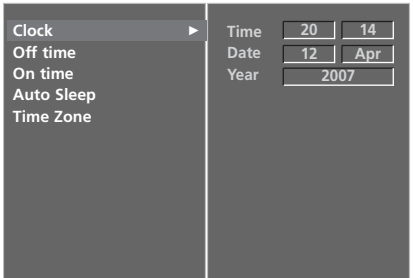 Clock ►
Off time
On time
Auto Sleep
Time Zone
Time 20 14
Date 12 Apr
Year 2007